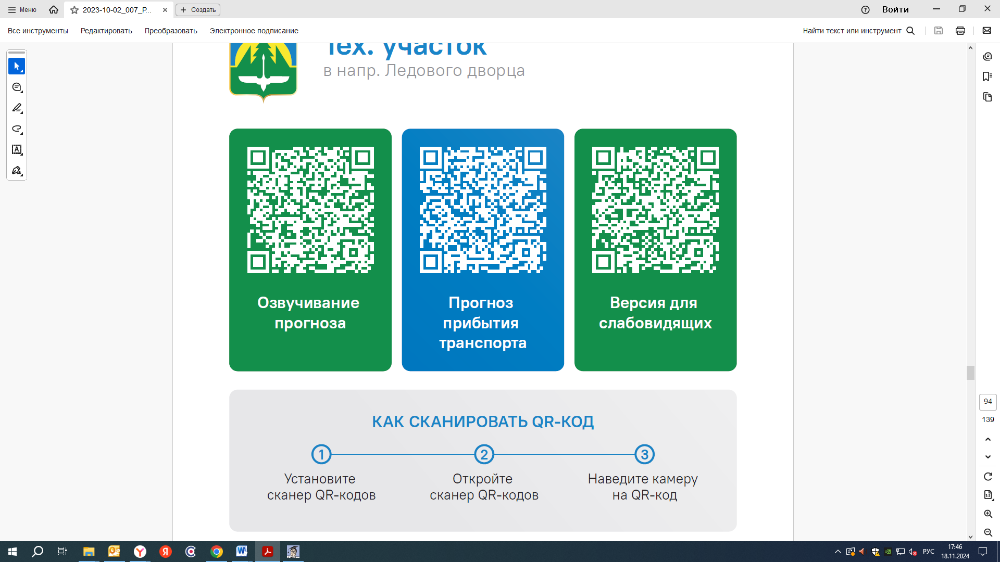 Меню
2023-10-02_007_P...
Создать
Войти
Все инструменты
Редактировать
Преобразовать
Электронное подписание
Найти текст или инструмент
Тех. участок
в напр. Ледового дворца
Озвучивание
прогноза
Прогноз
прибытия
транспорта
Версия для
слабовидящих
КАК СКАНИРОВАТЬ QR-КОД
1
2
3
Установите
сканер QR-кодов
Откройте
сканер QR-кодов
Наведите камеру
на QR-код
94
139
РУС
17:46
18.11.2024